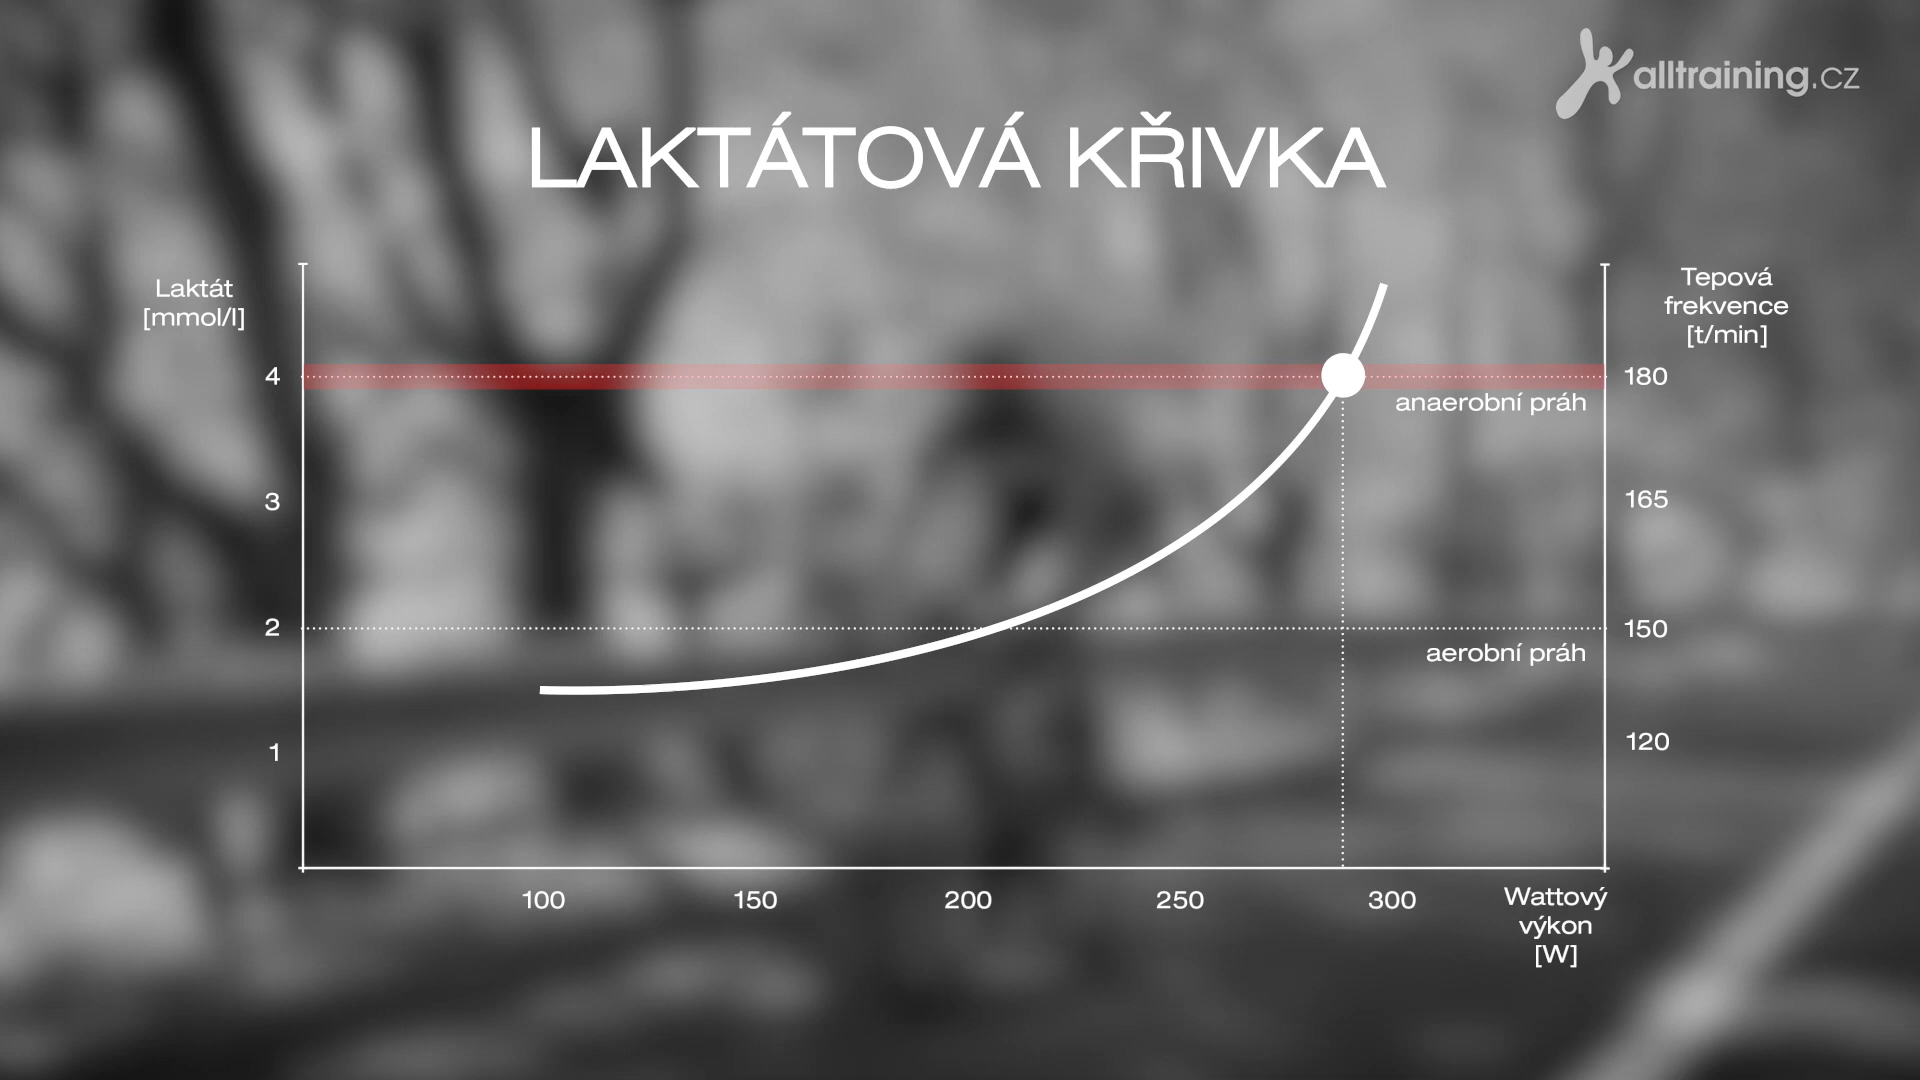 alltraining.cz
LAKTÁTOVÁ KŘIVKA
Laktát
[mmol/l]
Tepová
frekvence
[t/min]
4
180
anaerobní práh
3
165
2
150
aerobní práh
1
120
100
150
200
250
300
Wattový
výkon
[W]